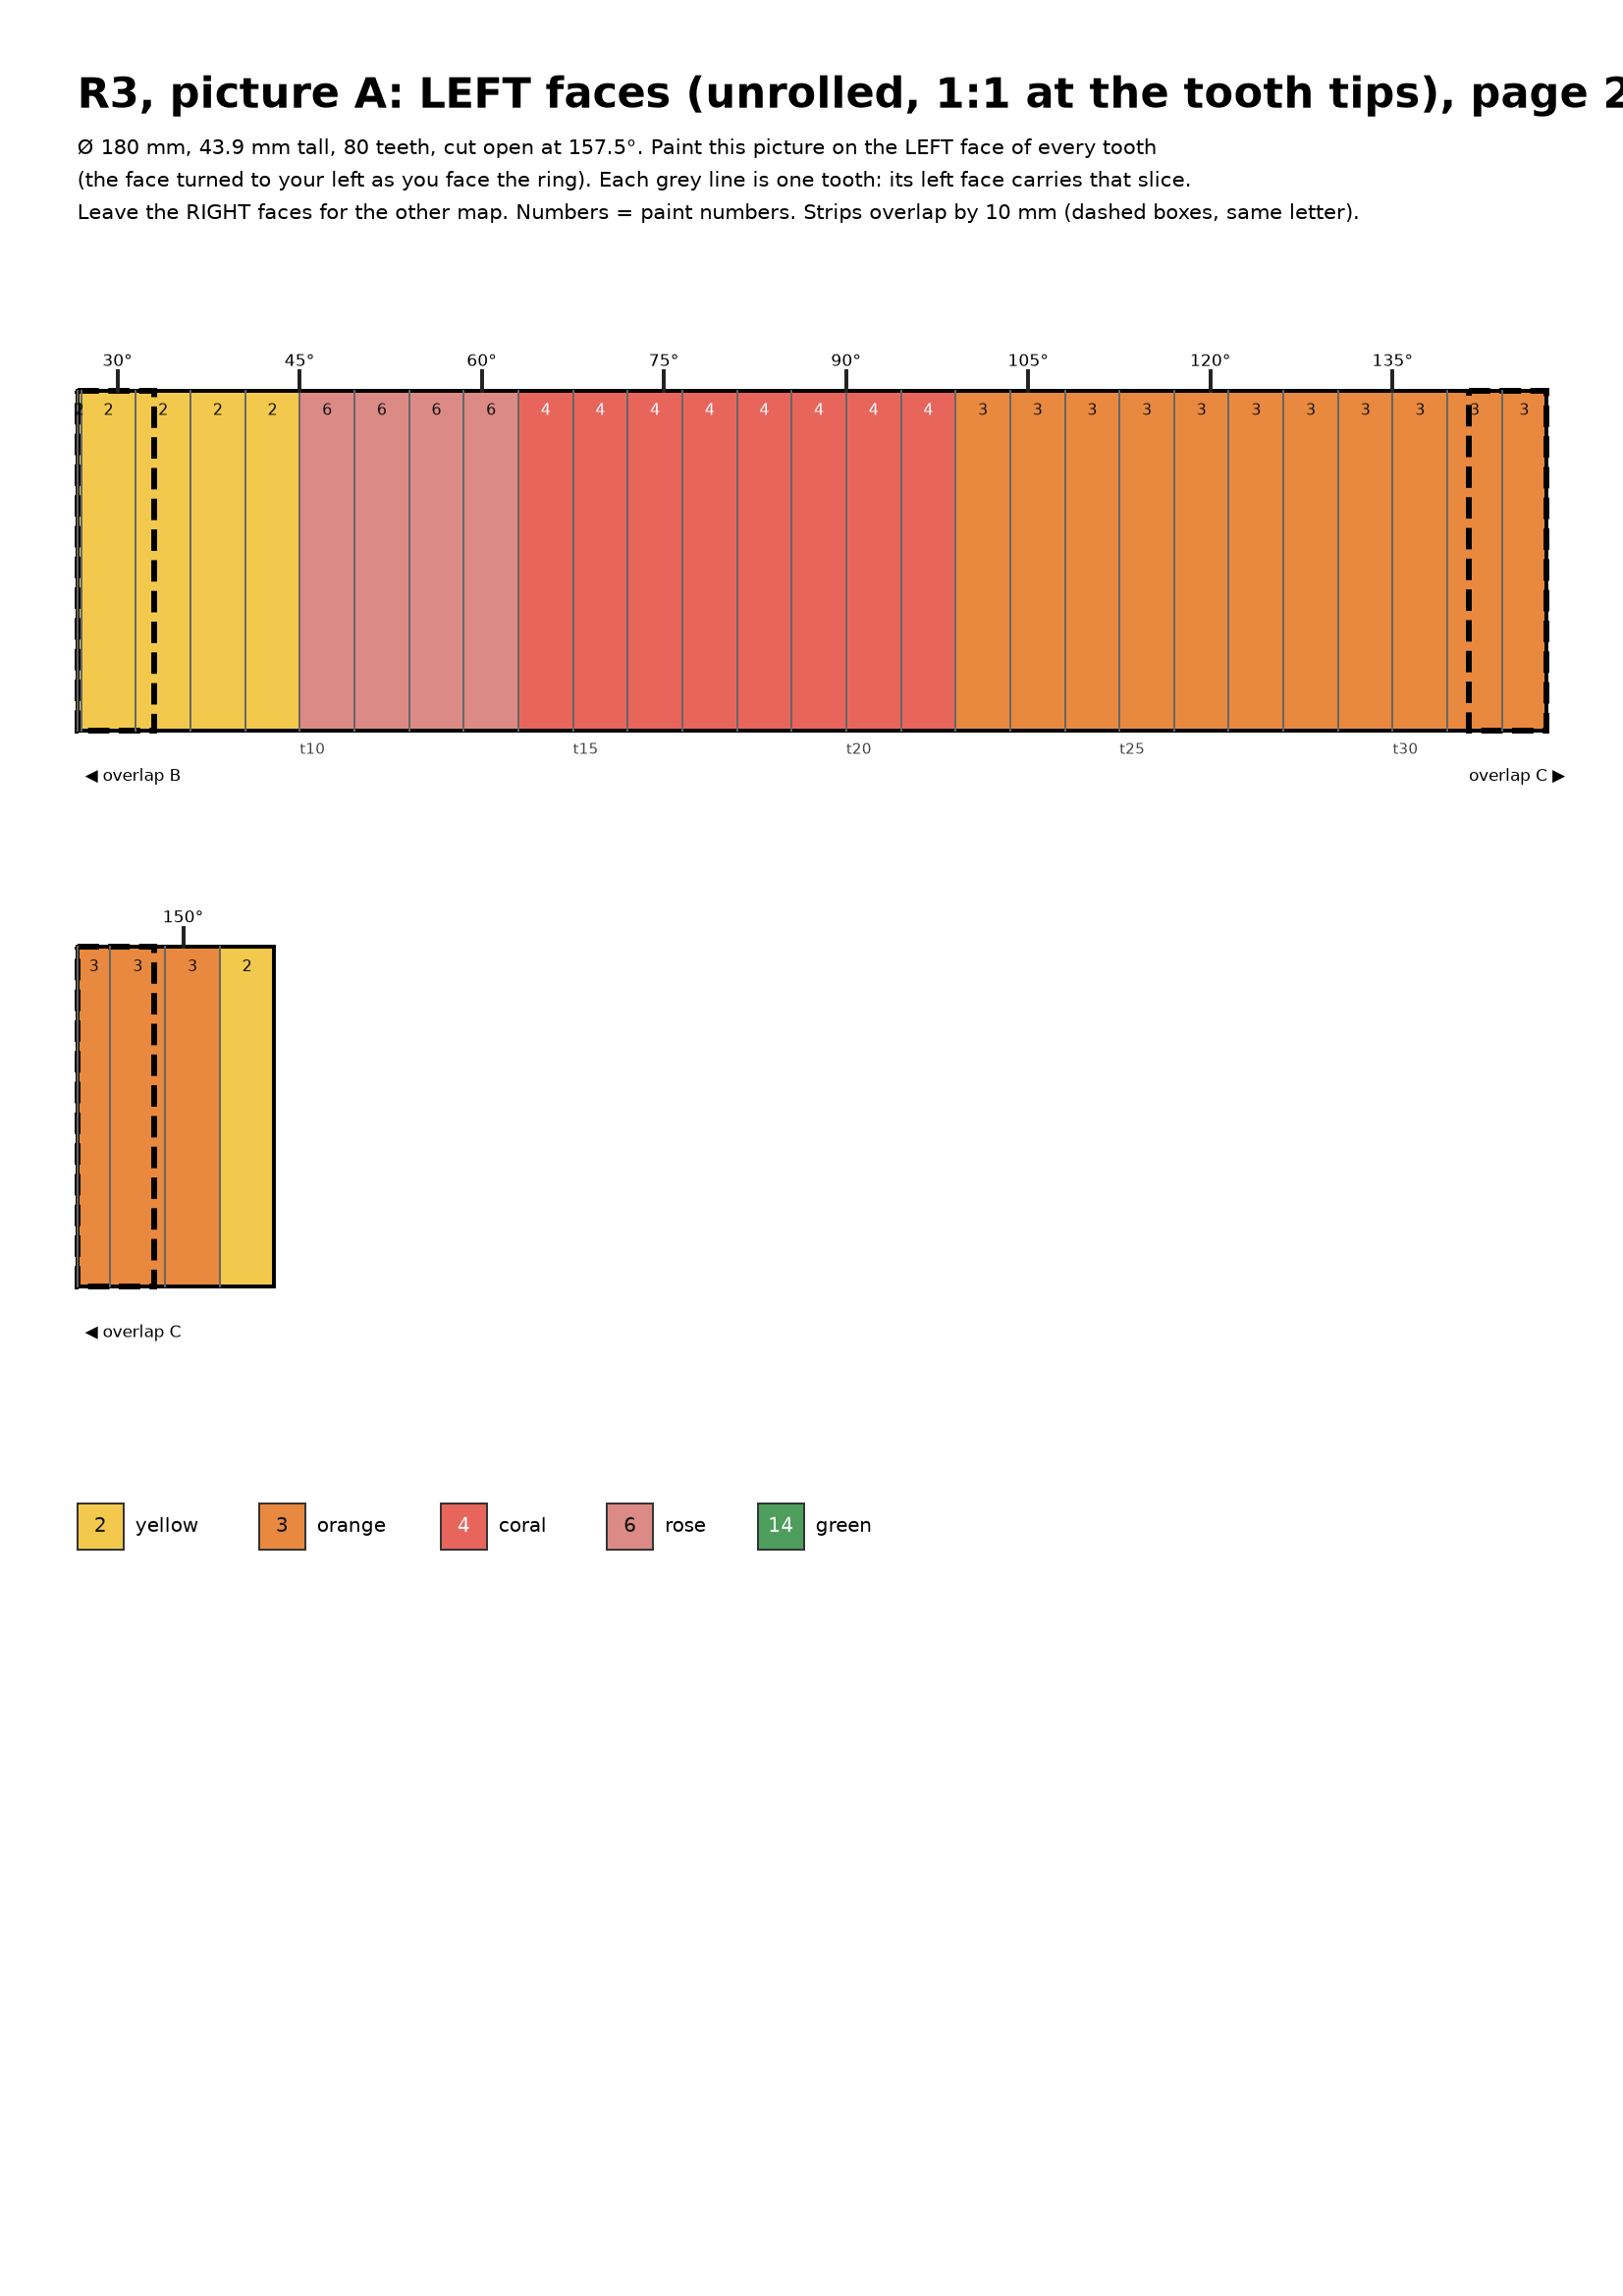 R3, picture A: LEFT faces (unrolled, 1:1 at the tooth tips), page 2
Ø 180 mm, 43.9 mm tall, 80 teeth, cut open at 157.5°. Paint this picture on the LEFT face of every tooth
(the face turned to your left as you face the ring). Each grey line is one tooth: its left face carries that slice.
Leave the RIGHT faces for the other map. Numbers = paint numbers. Strips overlap by 10 mm (dashed boxes, same letter).
30° 45° 60° 75° 90° 105° 120° 135°
2 2 2 2 2 6 6 6 6 4 4 4 4 4 4 4 4 3 3 3 3 3 3 3 3 3 3 3
t10 t15 t20 t25 t30
◀ overlap B overlap C ▶
150°
3 3 3 2
◀ overlap C
2 yellow 3 orange 4 coral 6 rose 14 green